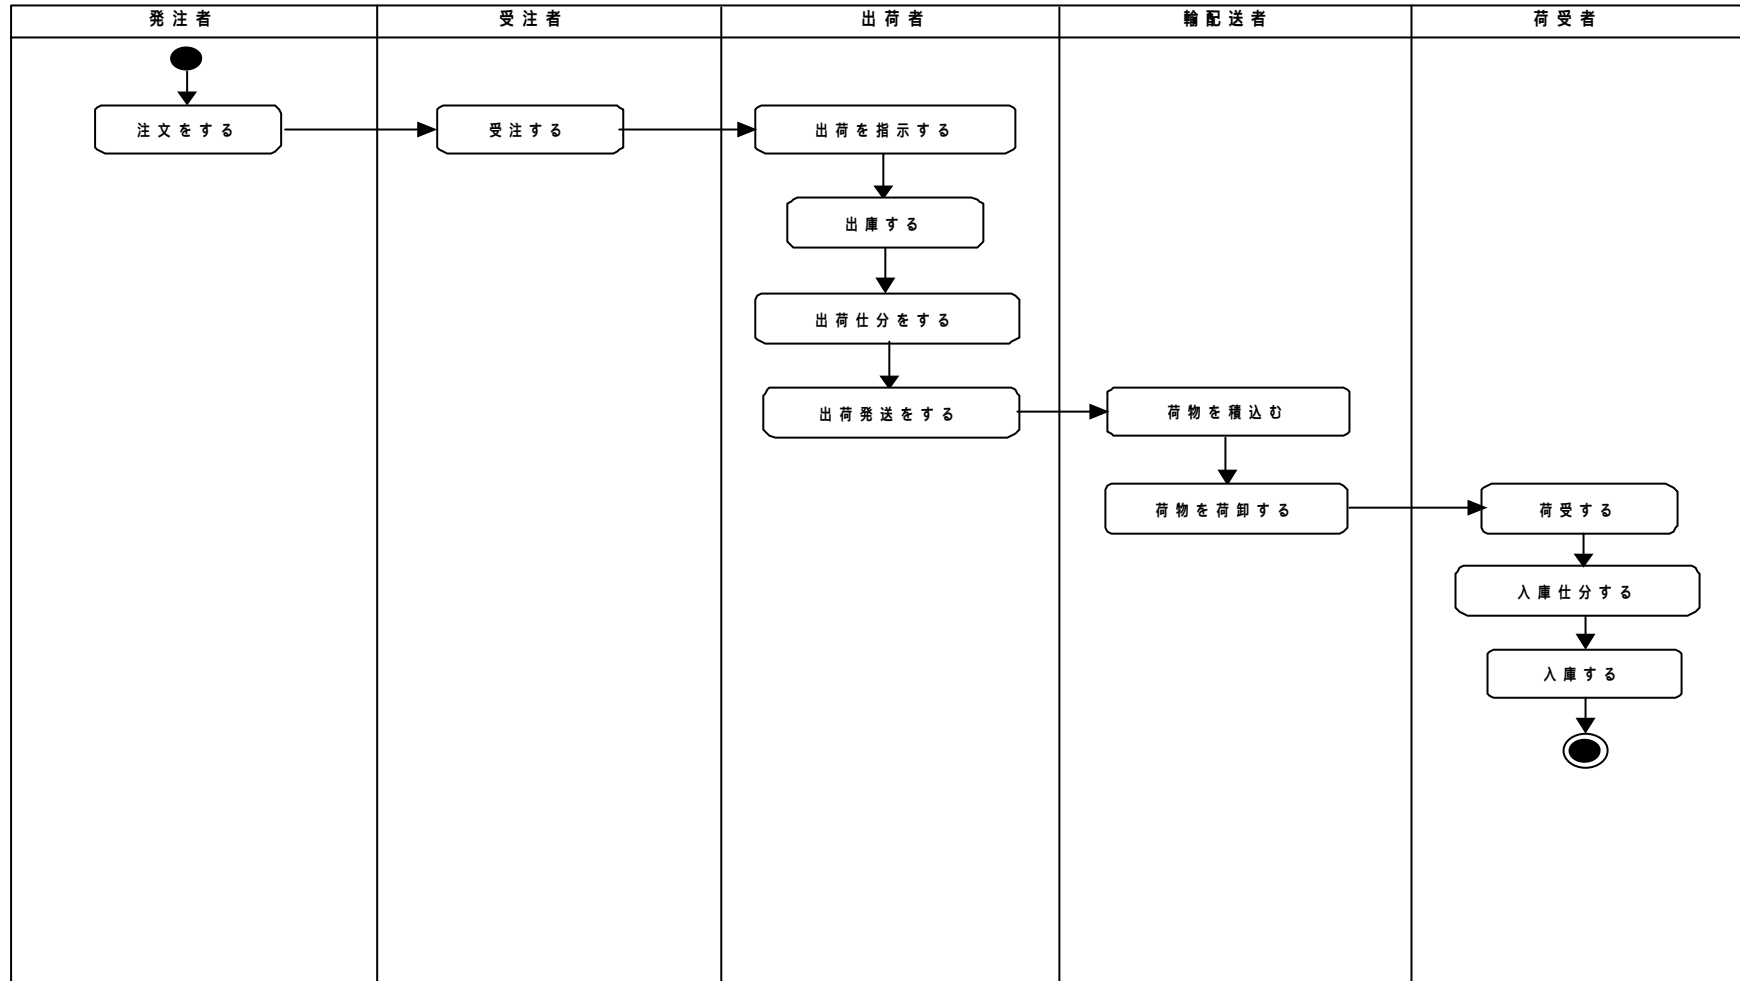 発注者
受注者
出荷者
輸配送者
荷受者
注文をする
受注する
出荷を指示する
出庫する
出荷仕分をする
出荷発送をする
荷物を積込む
荷物を荷卸する
荷受する
入庫仕分する
入庫する